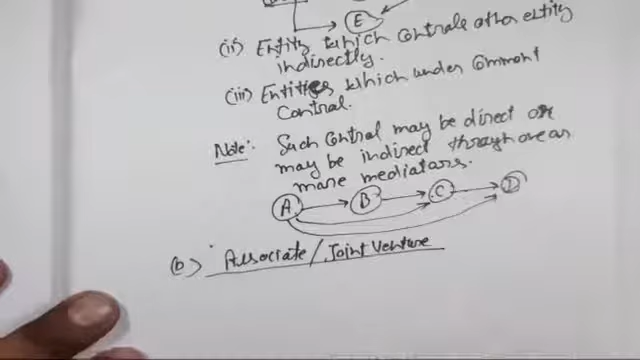 E
(ii) Entity which controls other entity
indirectly.
(iii) Entities which under Comment
Control.
Note: Such Control may be direct or
may be indirect through one or
more mediators.
A B C D
(b) Associate/Joint Venture